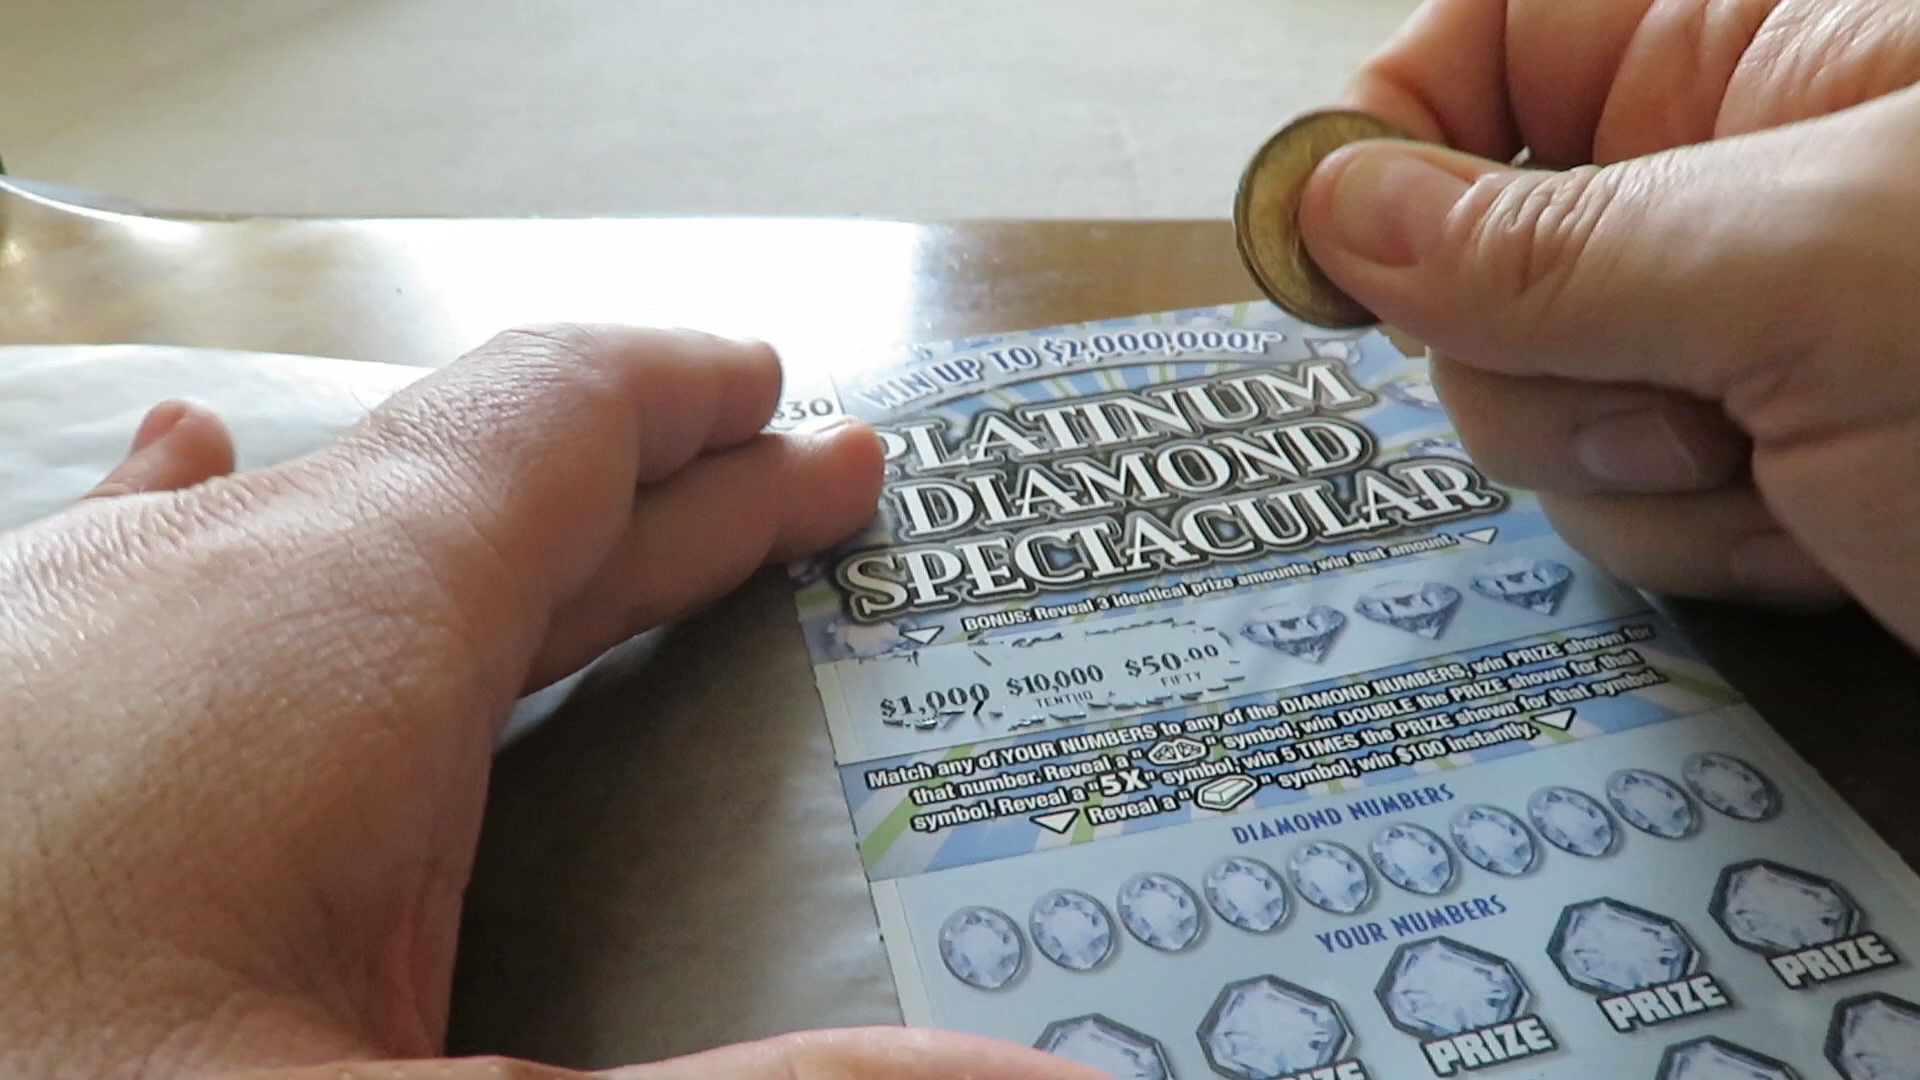 WIN UP TO $2,000,000!
$30
PLATINUM
DIAMOND
SPECTACULAR
BONUS: Reveal 3 identical prize amounts, win that amount.
$1,000 $10,000 $50.00
TENTHO FIFTY
Match any of YOUR NUMBERS to any of the DIAMOND NUMBERS, win PRIZE shown for
that number. Reveal a " " symbol, win DOUBLE the PRIZE shown for that
symbol. Reveal a "5X" symbol, win 5 TIMES the PRIZE shown for that symbol.
Reveal a " " symbol, win $100 instantly.
DIAMOND NUMBERS
YOUR NUMBERS
PRIZE
PRIZE
PRIZE